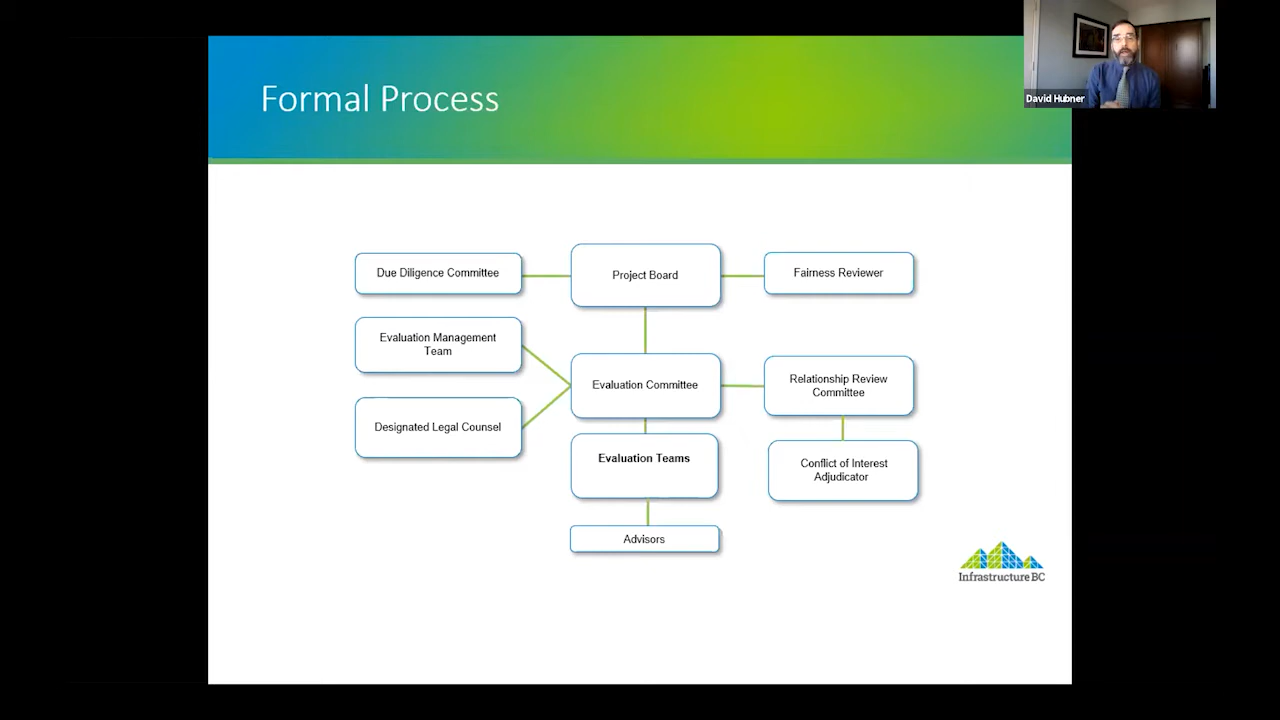 David Hubner
Formal Process
Due Diligence Committee
Project Board
Fairness Reviewer
Evaluation Management
Team
Evaluation Committee
Relationship Review
Committee
Designated Legal Counsel
Evaluation Teams
Conflict of Interest
Adjudicator
Advisors
Infrastructure BC